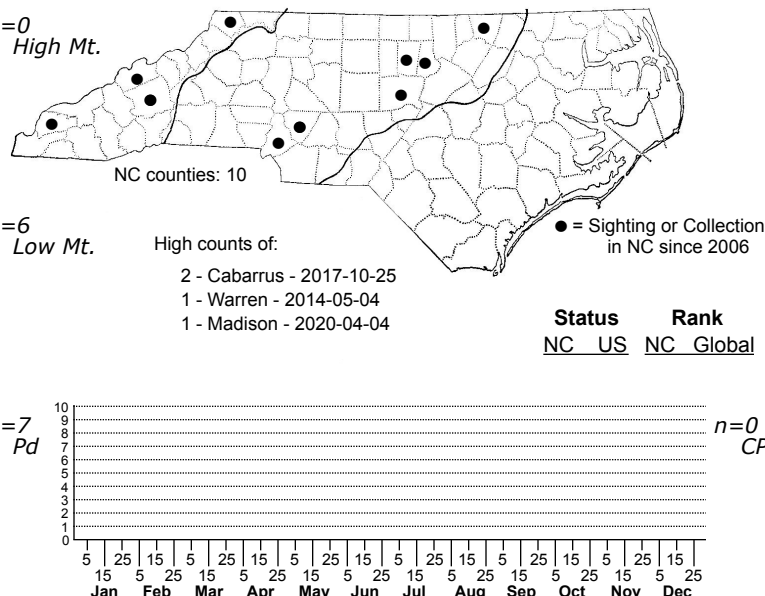 =0
High Mt.
NC counties: 10
=6
Low Mt.
High counts of:
2 - Cabarrus - 2017-10-25
1 - Warren - 2014-05-04
1 - Madison - 2020-04-04
● = Sighting or Collection
in NC since 2006
Status Rank
NC US NC Global
=7
Pd
n=0
CP
10
9
8
7
6
5
4
3
2
1
0
5 25 15 5 25 15 5 25 15 5 25 15 5 25 15 5 25 15
15 5 25 15 5 25 15 5 25 15 5 25 15 5 25 15 5 25
Jan Feb Mar Apr May Jun Jul Aug Sep Oct Nov Dec